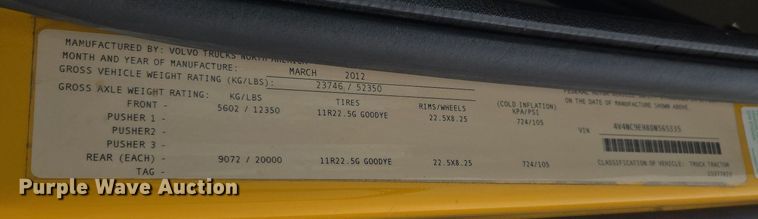 MANUFACTURED BY: VOLVO TRUCKS NORTH AMERICA
MONTH AND YEAR OF MANUFACTURE: MARCH 2012
GROSS VEHICLE WEIGHT RATING (KG/LBS): 23746 / 52350
GROSS AXLE WEIGHT RATING: KG/LBS TIRES RIMS/WHEELS (COLD INFLATION) KPA/PSI
FRONT - 5602 / 12350 11R22.5G GOODYE 22.5X8.25 724/105
PUSHER 1 -
PUSHER2 -
PUSHER 3 -
REAR (EACH) - 9072 / 20000 11R22.5G GOODYE 22.5X8.25 724/105
TAG -
ON THE DATE OF MANUFACTURE SHOWN ABOVE.
VIN 4V4NC9EH8DN565335
CLASSIFICATION OF VEHICLE: TRUCK TRACTOR
Purple Wave Auction